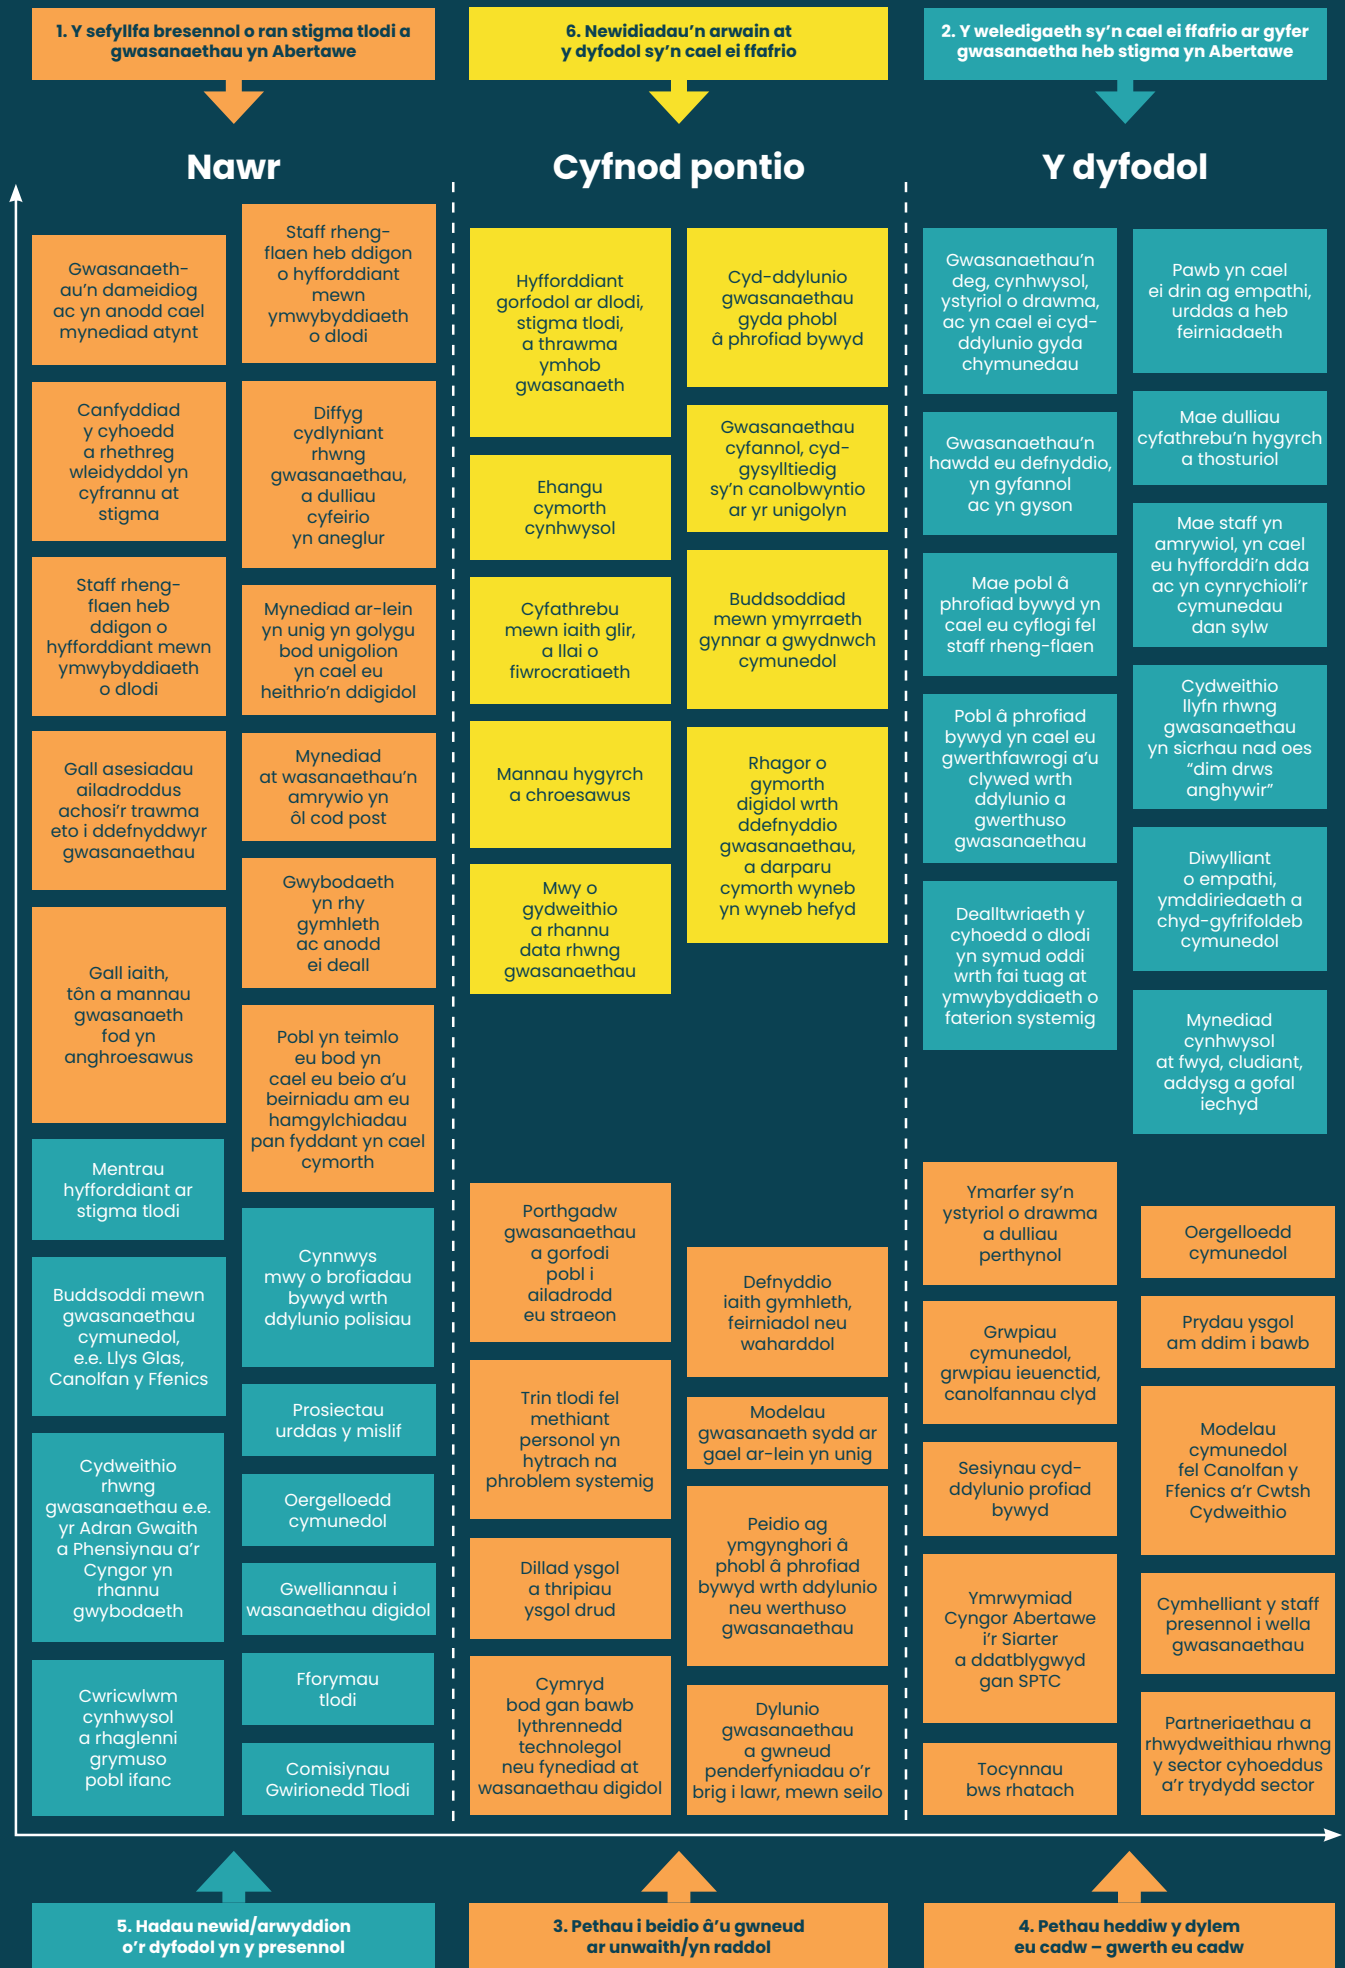 1. Y sefyllfa bresennol o ran stigma tlodi a
gwasanaethau yn Abertawe
6. Newidiadau’n arwain at
y dyfodol sy’n cael ei ffafrio
2. Y weledigaeth sy’n cael ei ffafrio ar gyfer
gwasanaetha heb stigma yn Abertawe
Nawr
Cyfnod pontio
Y dyfodol
Gwasanaeth-
au’n dameidiog
ac yn anodd cael
mynediad atynt
Canfyddiad
y cyhoedd
a rhethreg
wleidyddol yn
cyfrannu at
stigma
Staff rheng-
flaen heb
ddigon o
hyfforddiant mewn
ymwybyddiaeth
o dlodi
Gall asesiadau
ailadroddus
achosi’r trawma
eto i ddefnyddwyr
gwasanaethau
Gall iaith,
tôn a mannau
gwasanaeth
fod yn
anghroesawus
Mentrau
hyfforddiant ar
stigma tlodi
Buddsoddi mewn
gwasanaethau
cymunedol,
e.e. Llys Glas,
Canolfan y Ffenics
Cydweithio
rhwng
gwasanaethau e.e.
yr Adran Gwaith
a Phensiynau a’r
Cyngor yn
rhannu
gwybodaeth
Cwricwlwm
cynhwysol
a rhaglenni
grymuso
pobl ifanc
Staff rheng-
flaen heb ddigon
o hyfforddiant
mewn
ymwybyddiaeth
o dlodi
Diffyg
cydlyniant
rhwng
gwasanaethau,
a dulliau
cyfeirio
yn aneglur
Mynediad ar-lein
yn unig yn golygu
bod unigolion
yn cael eu
heithrio’n ddigidol
Mynediad
at wasanaethau’n
amrywio yn
ôl cod post
Gwybodaeth
yn rhy
gymhleth
ac anodd
ei deall
Pobl yn teimlo
eu bod yn
cael eu beio a’u
beirniadu am eu
hamgylchiadau
pan fyddant yn cael
cymorth
Cynnwys
mwy o brofiadau
bywyd wrth
ddylunio polisiau
Prosiectau
urddas y mislif
Oergelloedd
cymunedol
Gwelliannau i
wasanaethau digidol
Fforymau
tlodi
Comisiynau
Gwirionedd Tlodi
Hyfforddiant
gorfodol ar dlodi,
stigma tlodi,
a thrawma
ymhob
gwasanaeth
Ehangu
cymorth
cynhwysol
Cyfathrebu
mewn iaith glir,
a llai o
fiwrocratiaeth
Mannau hygyrch
a chroesawus
Mwy o
gydweithio
a rhannu
data rhwng
gwasanaethau
Cyd-ddylunio
gwasanaethau
gyda phobl
â phrofiad bywyd
Gwasanaethau
cyfannol, cyd-
gysylltiedig
sy’n canolbwyntio
ar yr unigolyn
Buddsoddiad
mewn ymyrraeth
gynnar a gwydnwch
cymunedol
Rhagor o
gymorth
digidol wrth
ddefnyddio
gwasanaethau,
a darparu
cymorth wyneb
yn wyneb hefyd
Porthgadw
gwasanaethau
a gorfodi
pobl i
ailadrodd
eu straeon
Trin tlodi fel
methiant
personol yn
hytrach na
phroblem systemig
Dillad ysgol
a thripiau
ysgol drud
Cymryd
bod gan bawb
lythrennedd
technolegol
neu fynediad at
wasanaethau digidol
Defnyddio
iaith gymhleth,
feirniadol neu
waharddol
Modelau
gwasanaeth sydd ar
gael ar-lein yn unig
Peidio ag
ymgynghori â
phobl â phrofiad
bywyd wrth ddylunio
neu werthuso
gwasanaethau
Dylunio
gwasanaethau
a gwneud
penderfyniadau o’r
brig i lawr, mewn seilo
Gwasanaethau’n
deg, cynhwysol,
ystyriol o drawma,
ac yn cael ei cyd-
ddylunio gyda
chymunedau
Gwasanaethau’n
hawdd eu defnyddio,
yn gyfannol
ac yn gyson
Mae pobl â
phrofiad bywyd yn
cael eu cyflogi fel
staff rheng-flaen
Pobl â phrofiad
bywyd yn cael eu
gwerthfawrogi a’u
clywed wrth
ddylunio a
gwerthuso
gwasanaethau
Dealltwriaeth y
cyhoedd o dlodi
yn symud oddi
wrth fai tuag at
ymwybyddiaeth o
faterion systemig
Pawb yn cael
ei drin ag empathi,
urddas a heb
feirniadaeth
Mae dulliau
cyfathrebu’n hygyrch
a thosturiol
Mae staff yn
amrywiol, yn cael
eu hyfforddi’n dda
ac yn cynrychioli’r
cymunedau
dan sylw
Cydweithio
llyfn rhwng
gwasanaethau
yn sicrhau nad oes
“dim drws
anghywir”
Diwylliant
o empathi,
ymddiriedaeth a
chyd-gyfrifoldeb
cymunedol
Mynediad
cynhwysol
at fwyd, cludiant,
addysg a gofal
iechyd
Ymarfer sy’n
ystyriol o drawma
a dulliau
perthynol
Grwpiau
cymunedol,
grwpiau ieuenctid,
canolfannau clyd
Sesiynau cyd-
ddylunio profiad
bywyd
Ymrwymiad
Cyngor Abertawe
i’r Siarter
a ddatblygwyd
gan SPTC
Tocynnau
bws rhatach
Oergelloedd
cymunedol
Prydau ysgol
am ddim i bawb
Modelau
cymunedol
fel Canolfan y
Ffenics a’r Cwtsh
Cydweithio
Cymhelliant y staff
presennol i wella
gwasanaethau
Partneriaethau a
rhwydweithiau rhwng
y sector cyhoeddus
a’r trydydd sector
5. Hadau newid/arwyddion
o’r dyfodol yn y presennol
3. Pethau i beidio â’u gwneud
ar unwaith/yn raddol
4. Pethau heddiw y dylem
eu cadw – gwerth eu cadw